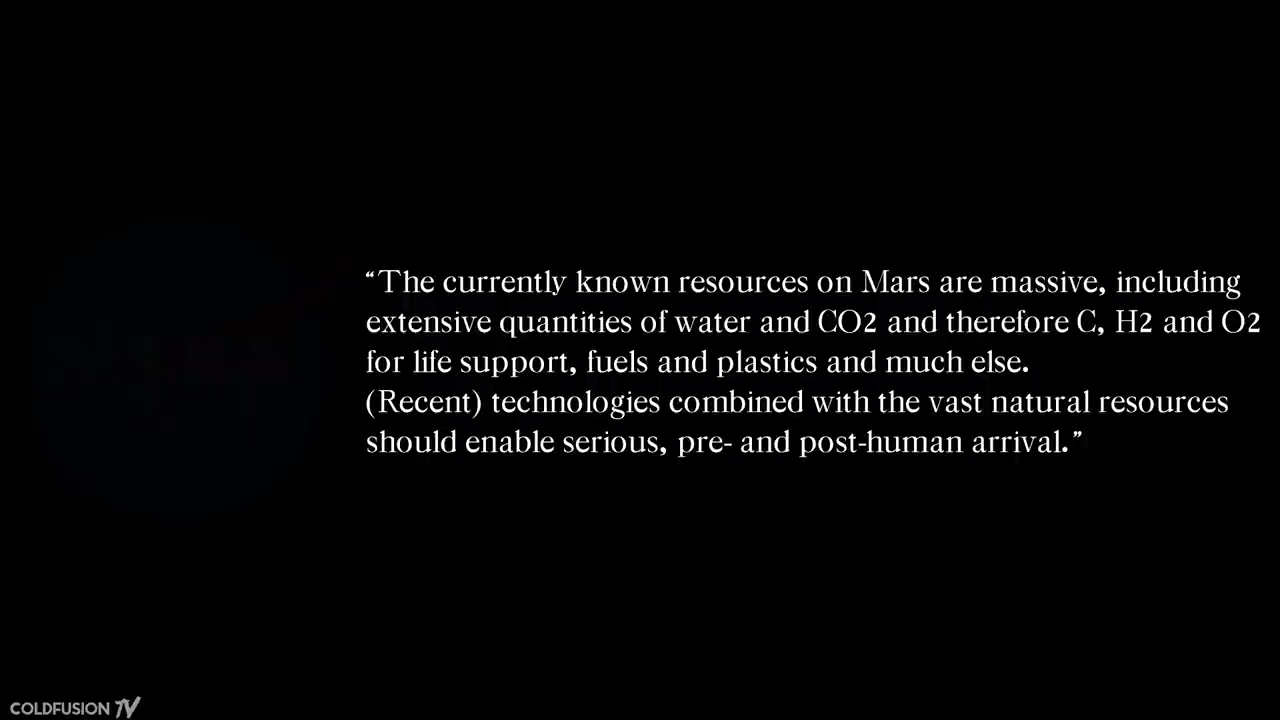 “The currently known resources on Mars are massive, including
extensive quantities of water and CO2 and therefore C, H2 and O2
for life support, fuels and plastics and much else.
(Recent) technologies combined with the vast natural resources
should enable serious, pre- and post-human arrival.”
COLDFUSION TV